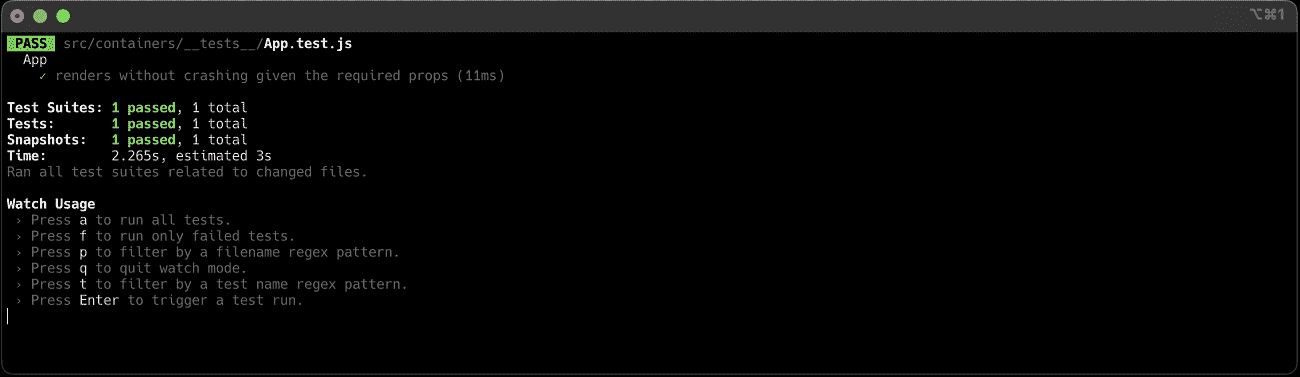 ⌥⌘1
PASS src/containers/__tests__/App.test.js
App
✓ renders without crashing given the required props (11ms)
Test Suites: 1 passed, 1 total
Tests: 1 passed, 1 total
Snapshots: 1 passed, 1 total
Time: 2.265s, estimated 3s
Ran all test suites related to changed files.
Watch Usage
› Press a to run all tests.
› Press f to run only failed tests.
› Press p to filter by a filename regex pattern.
› Press q to quit watch mode.
› Press t to filter by a test name regex pattern.
› Press Enter to trigger a test run.